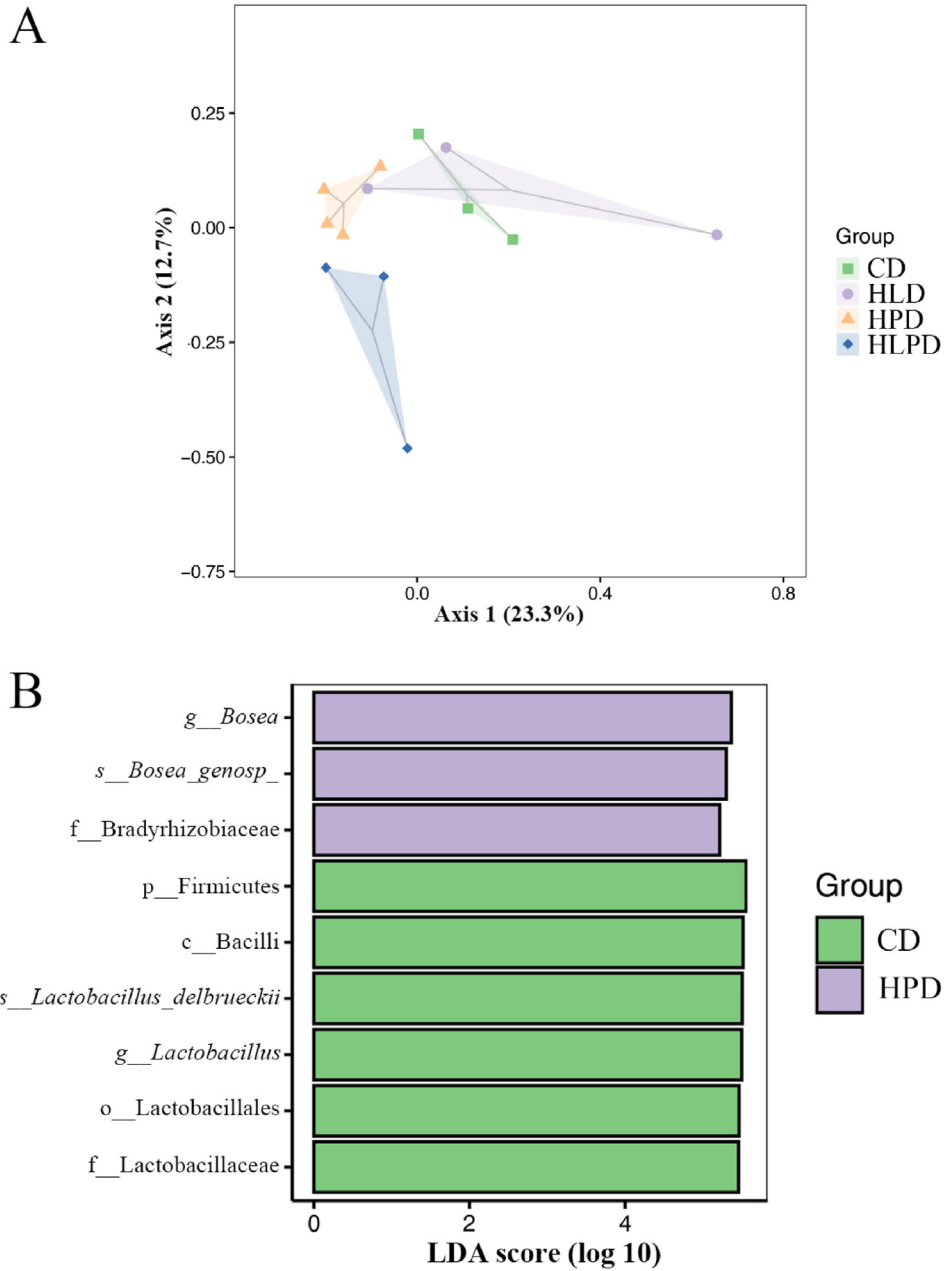 A
0.25
0.00
-0.25
−0.50
−0.75
Axis 2 (12.7%)
0.0
0.4
0.8
Axis 1 (23.3%)
Group
CD
HLD
HPD
HLPD
B
g__Bosea
s__Bosea_genosp_
f__Bradyrhizobiaceae
p__Firmicutes
c__Bacilli
s__Lactobacillus_delbrueckii
g__Lactobacillus
o__Lactobacillales
f__Lactobacillaceae
0
2
4
LDA score (log 10)
Group
CD
HPD